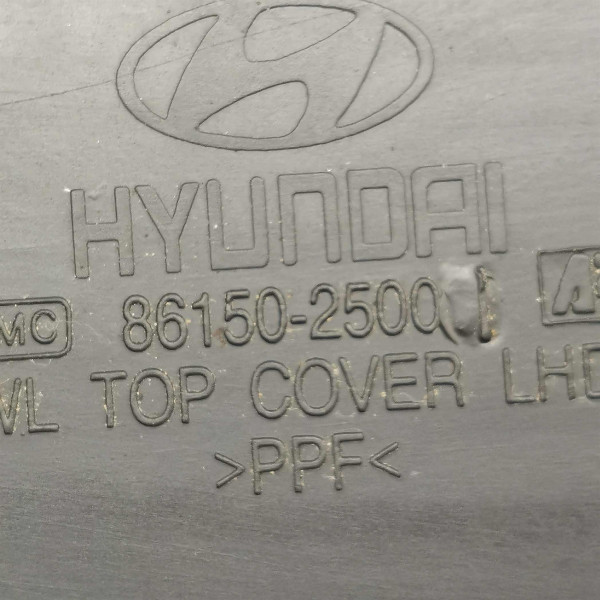 HYUNDAI
MC 86150-2500
WL TOP COVER LHD
>PPF<